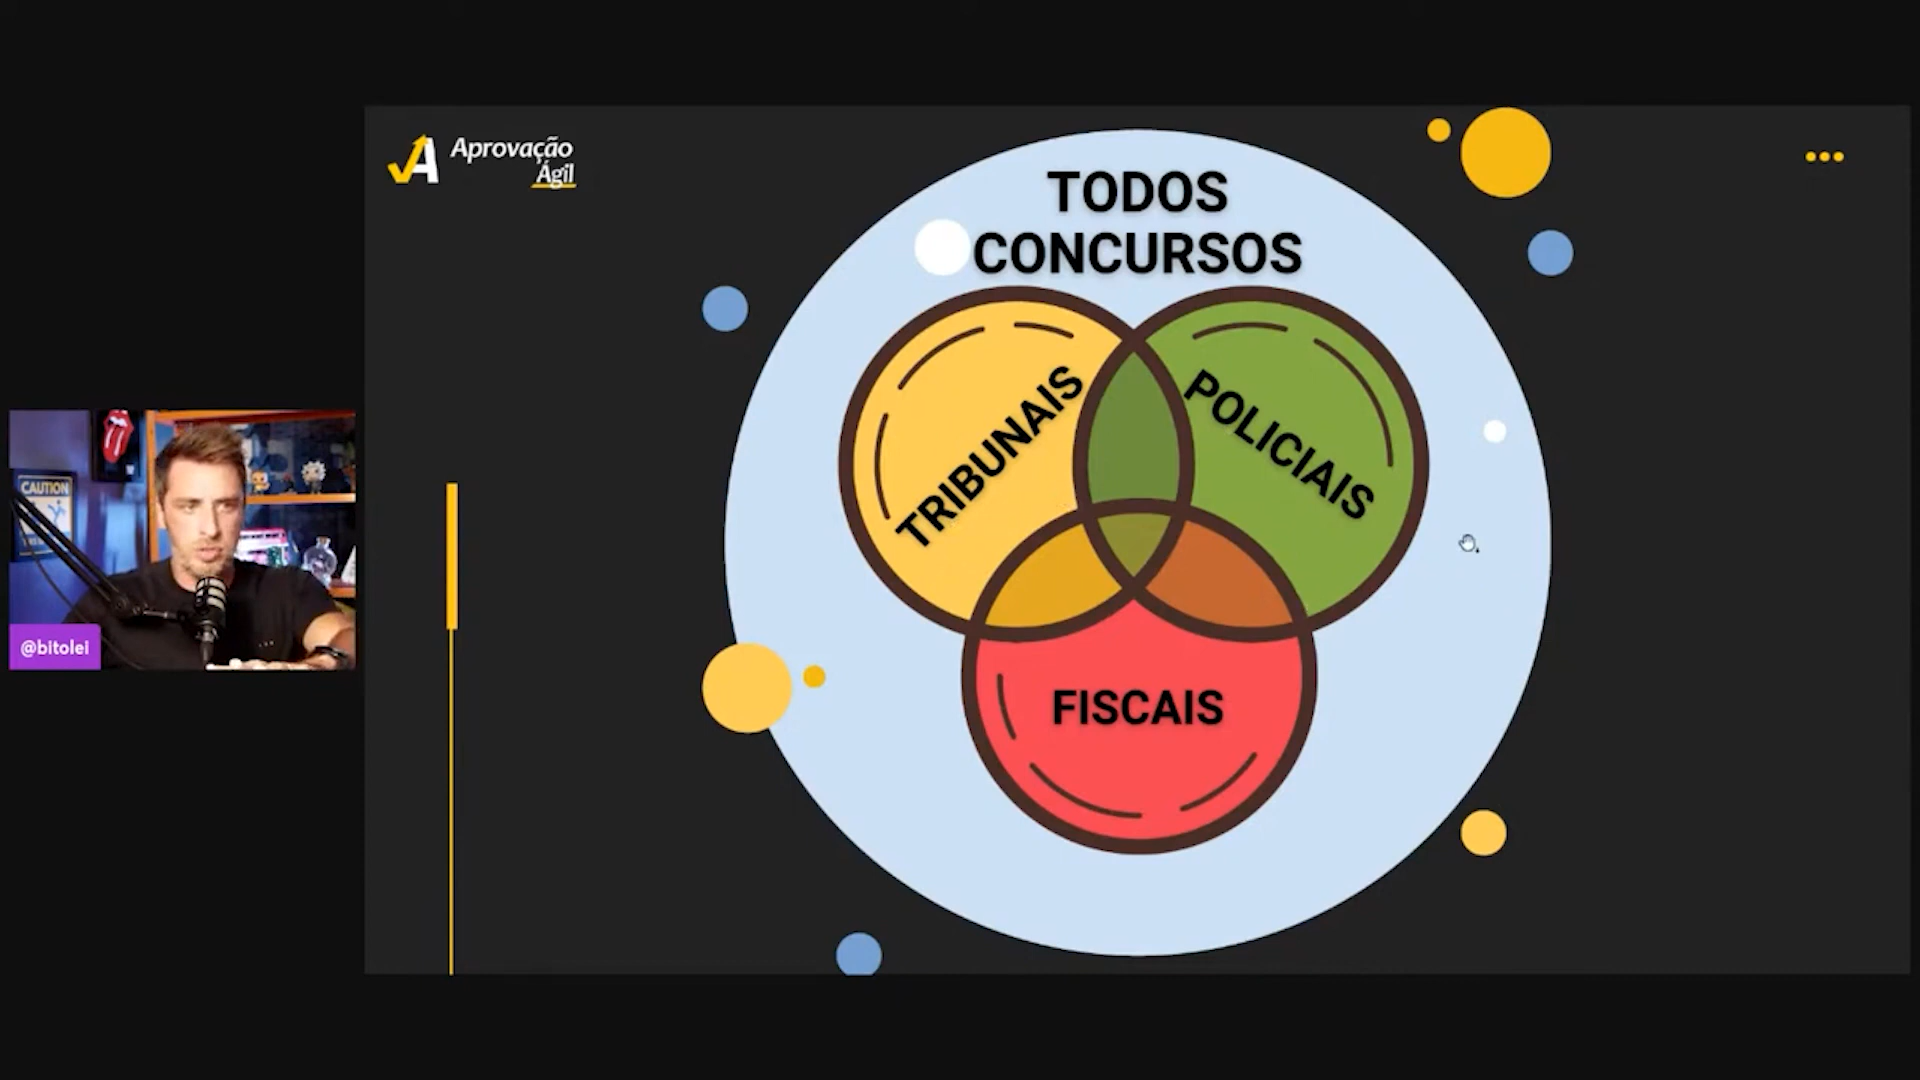 Aprovação
Ágil
TODOS
CONCURSOS
TRIBUNAIS
POLICIAIS
FISCAIS
CAUTION
@bitolei